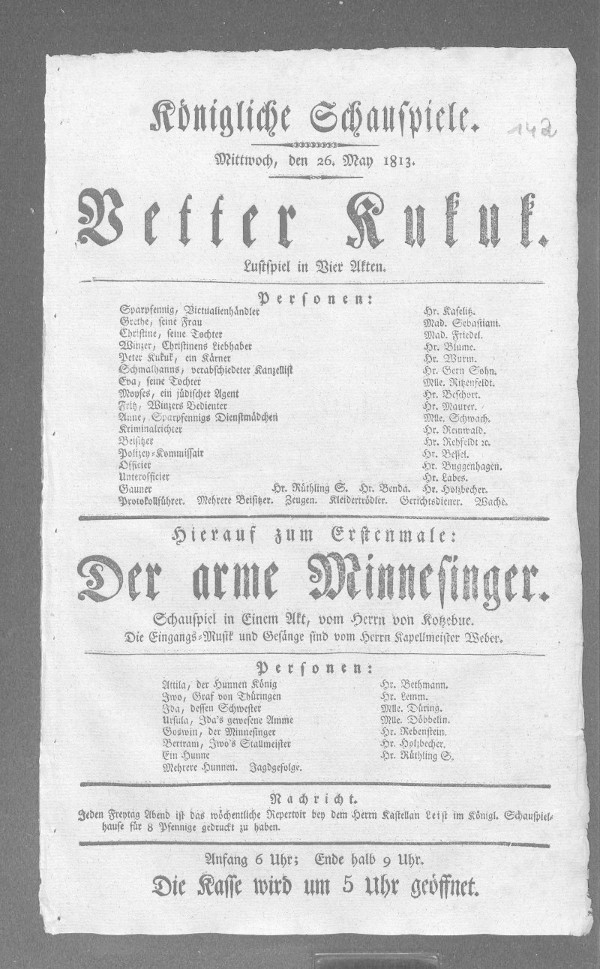 142
Königliche Schauspiele.
Mittwoch, den 26. May 1813.
Vetter Kukuk.
Lustspiel in Vier Akten.
Personen:
Sparpfennig, Victualienhändler Hr. Kaselitz.
Grethe, seine Frau Mad. Sebastiani.
Christine, seine Tochter Mad. Friedel.
Winzer, Christinens Liebhaber Hr. Blume.
Peter Kukuk, ein Kärner Hr. Wurm.
Schmalhanns, verabschiedeter Kanzellist Hr. Gern Sohn.
Eva, seine Tochter Mlle. Ritzenfeldt.
Moyses, ein jüdischer Agent Hr. Beschort.
Fritz, Winzers Bedienter Hr. Maurer.
Anne, Sparpfennigs Dienstmädchen Mlle. Schwach.
Kriminalrichter Hr. Reinwald.
Beisitzer Hr. Rehfeldt ꝛc.
Polizey-Kommissair Hr. Bessel.
Officier Hr. Buggenhagen.
Unterofficier Hr. Labes.
Gauner Hr. Rüthling S. Hr. Benda. Hr. Holzbecher.
Protokollführer. Mehrere Beisitzer. Zeugen. Kleidertrödler. Gerichtsdiener. Wache.
Hierauf zum Erstenmale:
Der arme Minnesinger.
Schauspiel in Einem Akt, vom Herrn von Kotzebue.
Die Eingangs-Musik und Gesänge sind vom Herrn Kapellmeister Weber.
Personen:
Attila, der Hunnen König Hr. Bethmann.
Jwo, Graf von Thüringen Hr. Lemm.
Jda, dessen Schwester Mlle. Düring.
Ursula, Jda's gewesene Amme Mlle. Döbbelin.
Goswin, der Minnesinger Hr. Rebenstein.
Bertram, Jwo's Stallmeister Hr. Holzbecher.
Ein Hunne Hr. Rüthling S.
Mehrere Hunnen. Jagdgefolge.
Nachricht.
Jeden Freytag Abend ist das wöchentliche Repertoir bey dem Herrn Kastellan Leist im Königl. Schauspiel-
hause für 8 Pfennige gedruckt zu haben.
Anfang 6 Uhr; Ende halb 9 Uhr.
Die Kasse wird um 5 Uhr geöffnet.